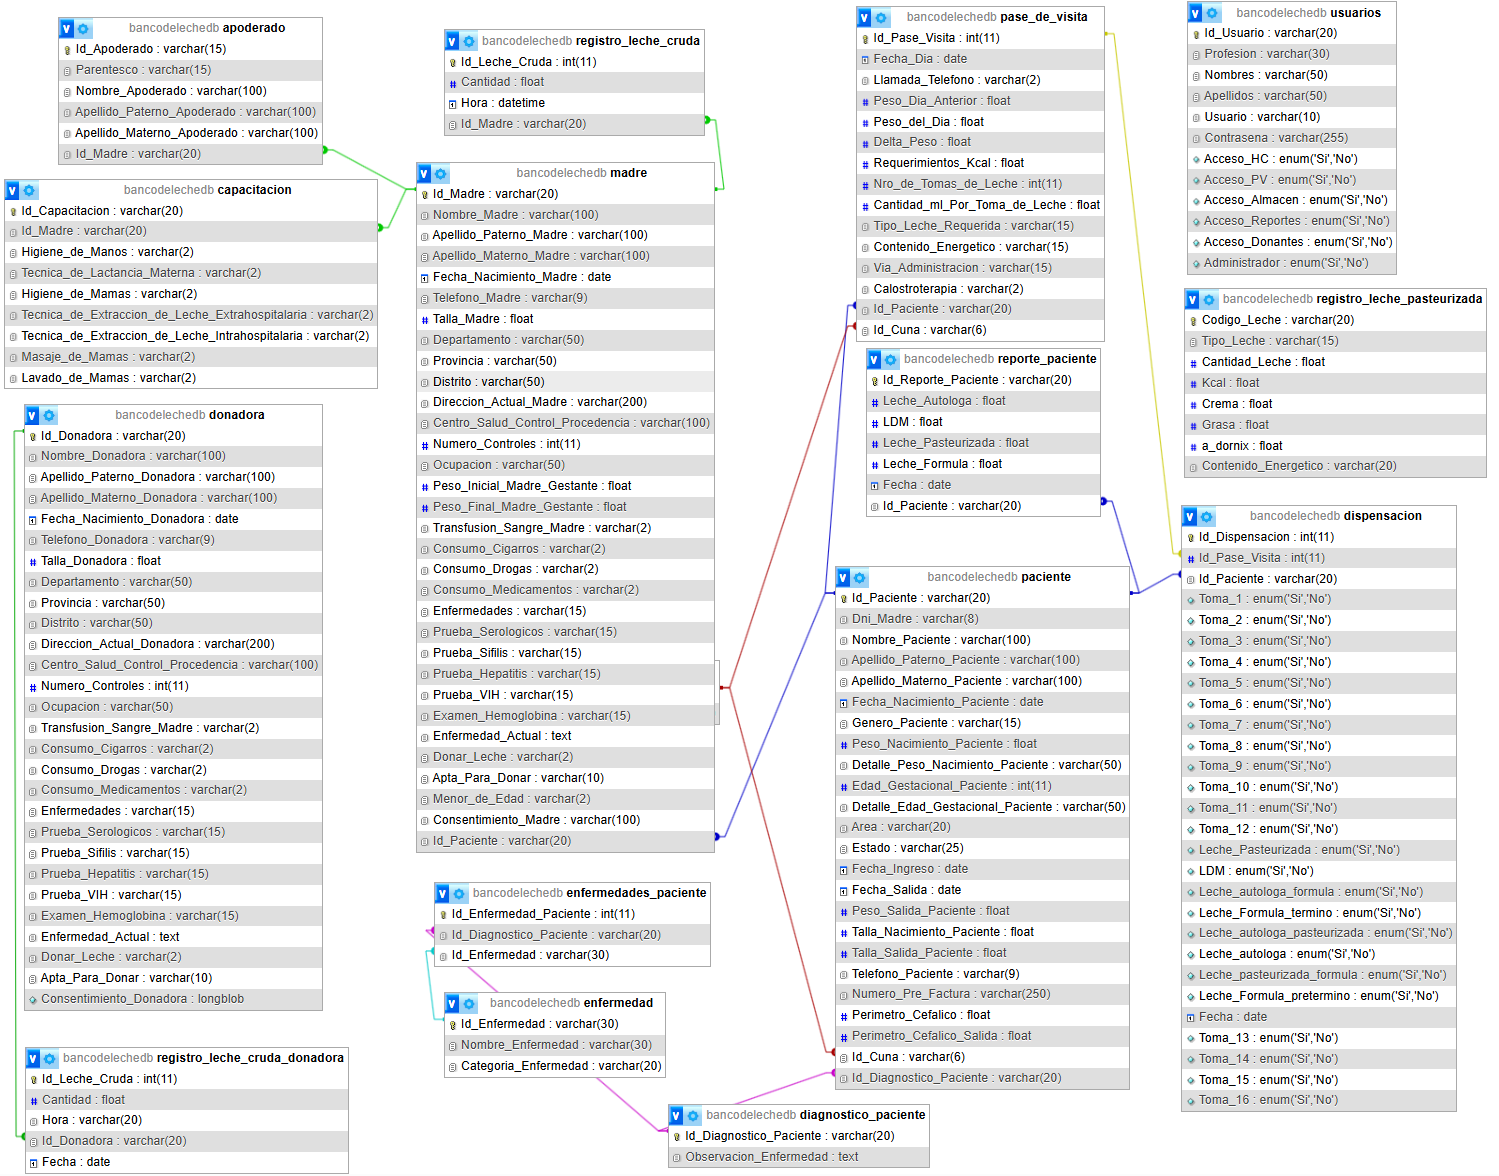 bancodelechedb apoderado
Id_Apoderado : varchar(15)
Parentesco : varchar(15)
Nombre_Apoderado : varchar(100)
Apellido_Paterno_Apoderado : varchar(100)
Apellido_Materno_Apoderado : varchar(100)
Id_Madre : varchar(20)
bancodelechedb capacitacion
Id_Capacitacion : varchar(20)
Id_Madre : varchar(20)
Higiene_de_Manos : varchar(2)
Tecnica_de_Lactancia_Materna : varchar(2)
Higiene_de_Mamas : varchar(2)
Tecnica_de_Extraccion_de_Leche_Extrahospitalaria : varchar(2)
Tecnica_de_Extraccion_de_Leche_Intrahospitalaria : varchar(2)
Masaje_de_Mamas : varchar(2)
Lavado_de_Mamas : varchar(2)
bancodelechedb donadora
Id_Donadora : varchar(20)
Nombre_Donadora : varchar(100)
Apellido_Paterno_Donadora : varchar(100)
Apellido_Materno_Donadora : varchar(100)
Fecha_Nacimiento_Donadora : date
Telefono_Donadora : varchar(9)
Talla_Donadora : float
Departamento : varchar(50)
Provincia : varchar(50)
Distrito : varchar(50)
Direccion_Actual_Donadora : varchar(200)
Centro_Salud_Control_Procedencia : varchar(100)
Numero_Controles : int(11)
Ocupacion : varchar(50)
Transfusion_Sangre_Madre : varchar(2)
Consumo_Cigarros : varchar(2)
Consumo_Drogas : varchar(2)
Consumo_Medicamentos : varchar(2)
Enfermedades : varchar(15)
Prueba_Serologicos : varchar(15)
Prueba_Sifilis : varchar(15)
Prueba_Hepatitis : varchar(15)
Prueba_VIH : varchar(15)
Examen_Hemoglobina : varchar(15)
Enfermedad_Actual : text
Donar_Leche : varchar(2)
Apta_Para_Donar : varchar(10)
Consentimiento_Donadora : longblob
bancodelechedb registro_leche_cruda_donadora
Id_Leche_Cruda : int(11)
Cantidad : float
Hora : varchar(20)
Id_Donadora : varchar(20)
Fecha : date
bancodelechedb registro_leche_cruda
Id_Leche_Cruda : int(11)
Cantidad : float
Hora : datetime
Id_Madre : varchar(20)
bancodelechedb madre
Id_Madre : varchar(20)
Nombre_Madre : varchar(100)
Apellido_Paterno_Madre : varchar(100)
Apellido_Materno_Madre : varchar(100)
Fecha_Nacimiento_Madre : date
Telefono_Madre : varchar(9)
Talla_Madre : float
Departamento : varchar(50)
Provincia : varchar(50)
Distrito : varchar(50)
Direccion_Actual_Madre : varchar(200)
Centro_Salud_Control_Procedencia : varchar(100)
Numero_Controles : int(11)
Ocupacion : varchar(50)
Peso_Inicial_Madre_Gestante : float
Peso_Final_Madre_Gestante : float
Transfusion_Sangre_Madre : varchar(2)
Consumo_Cigarros : varchar(2)
Consumo_Drogas : varchar(2)
Consumo_Medicamentos : varchar(2)
Enfermedades : varchar(15)
Prueba_Serologicos : varchar(15)
Prueba_Sifilis : varchar(15)
Prueba_Hepatitis : varchar(15)
Prueba_VIH : varchar(15)
Examen_Hemoglobina : varchar(15)
Enfermedad_Actual : text
Donar_Leche : varchar(2)
Apta_Para_Donar : varchar(10)
Menor_de_Edad : varchar(2)
Consentimiento_Madre : varchar(100)
Id_Paciente : varchar(20)
bancodelechedb enfermedades_paciente
Id_Enfermedad_Paciente : int(11)
Id_Diagnostico_Paciente : varchar(20)
Id_Enfermedad : varchar(30)
bancodelechedb enfermedad
Id_Enfermedad : varchar(30)
Nombre_Enfermedad : varchar(30)
Categoria_Enfermedad : varchar(20)
bancodelechedb diagnostico_paciente
Id_Diagnostico_Paciente : varchar(20)
Observacion_Enfermedad : text
bancodelechedb pase_de_visita
Id_Pase_Visita : int(11)
Fecha_Dia : date
Llamada_Telefono : varchar(2)
Peso_Dia_Anterior : float
Peso_del_Dia : float
Delta_Peso : float
Requerimientos_Kcal : float
Nro_de_Tomas_de_Leche : int(11)
Cantidad_ml_Por_Toma_de_Leche : float
Tipo_Leche_Requerida : varchar(15)
Contenido_Energetico : varchar(15)
Via_Administracion : varchar(15)
Calostroterapia : varchar(2)
Id_Paciente : varchar(20)
Id_Cuna : varchar(6)
bancodelechedb reporte_paciente
Id_Reporte_Paciente : varchar(20)
Leche_Autologa : float
LDM : float
Leche_Pasteurizada : float
Leche_Formula : float
Fecha : date
Id_Paciente : varchar(20)
bancodelechedb paciente
Id_Paciente : varchar(20)
Dni_Madre : varchar(8)
Nombre_Paciente : varchar(100)
Apellido_Paterno_Paciente : varchar(100)
Apellido_Materno_Paciente : varchar(100)
Fecha_Nacimiento_Paciente : date
Genero_Paciente : varchar(15)
Peso_Nacimiento_Paciente : float
Detalle_Peso_Nacimiento_Paciente : varchar(50)
Edad_Gestacional_Paciente : int(11)
Detalle_Edad_Gestacional_Paciente : varchar(50)
Area : varchar(20)
Estado : varchar(25)
Fecha_Ingreso : date
Fecha_Salida : date
Peso_Salida_Paciente : float
Talla_Nacimiento_Paciente : float
Talla_Salida_Paciente : float
Telefono_Paciente : varchar(9)
Numero_Pre_Factura : varchar(250)
Perimetro_Cefalico : float
Perimetro_Cefalico_Salida : float
Id_Cuna : varchar(6)
Id_Diagnostico_Paciente : varchar(20)
bancodelechedb usuarios
Id_Usuario : varchar(20)
Profesion : varchar(30)
Nombres : varchar(50)
Apellidos : varchar(50)
Usuario : varchar(10)
Contrasena : varchar(255)
Acceso_HC : enum('Si','No')
Acceso_PV : enum('Si','No')
Acceso_Almacen : enum('Si','No')
Acceso_Reportes : enum('Si','No')
Acceso_Donantes : enum('Si','No')
Administrador : enum('Si','No')
bancodelechedb registro_leche_pasteurizada
Codigo_Leche : varchar(20)
Tipo_Leche : varchar(15)
Cantidad_Leche : float
Kcal : float
Crema : float
Grasa : float
a_dornix : float
Contenido_Energetico : varchar(20)
bancodelechedb dispensacion
Id_Dispensacion : int(11)
Id_Pase_Visita : int(11)
Id_Paciente : varchar(20)
Toma_1 : enum('Si','No')
Toma_2 : enum('Si','No')
Toma_3 : enum('Si','No')
Toma_4 : enum('Si','No')
Toma_5 : enum('Si','No')
Toma_6 : enum('Si','No')
Toma_7 : enum('Si','No')
Toma_8 : enum('Si','No')
Toma_9 : enum('Si','No')
Toma_10 : enum('Si','No')
Toma_11 : enum('Si','No')
Toma_12 : enum('Si','No')
Leche_Pasteurizada : enum('Si','No')
LDM : enum('Si','No')
Leche_autologa_formula : enum('Si','No')
Leche_Formula_termino : enum('Si','No')
Leche_autologa_pasteurizada : enum('Si','No')
Leche_autologa : enum('Si','No')
Leche_pasteurizada_formula : enum('Si','No')
Leche_Formula_pretermino : enum('Si','No')
Fecha : date
Toma_13 : enum('Si','No')
Toma_14 : enum('Si','No')
Toma_15 : enum('Si','No')
Toma_16 : enum('Si','No')